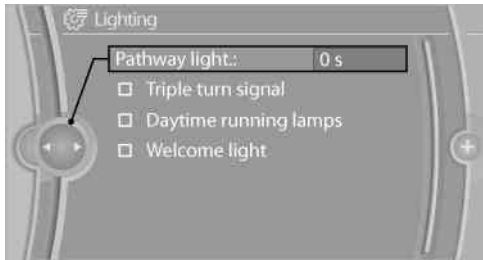 Lighting
Pathway light.: 0 s
Triple turn signal
Daytime running lamps
Welcome light